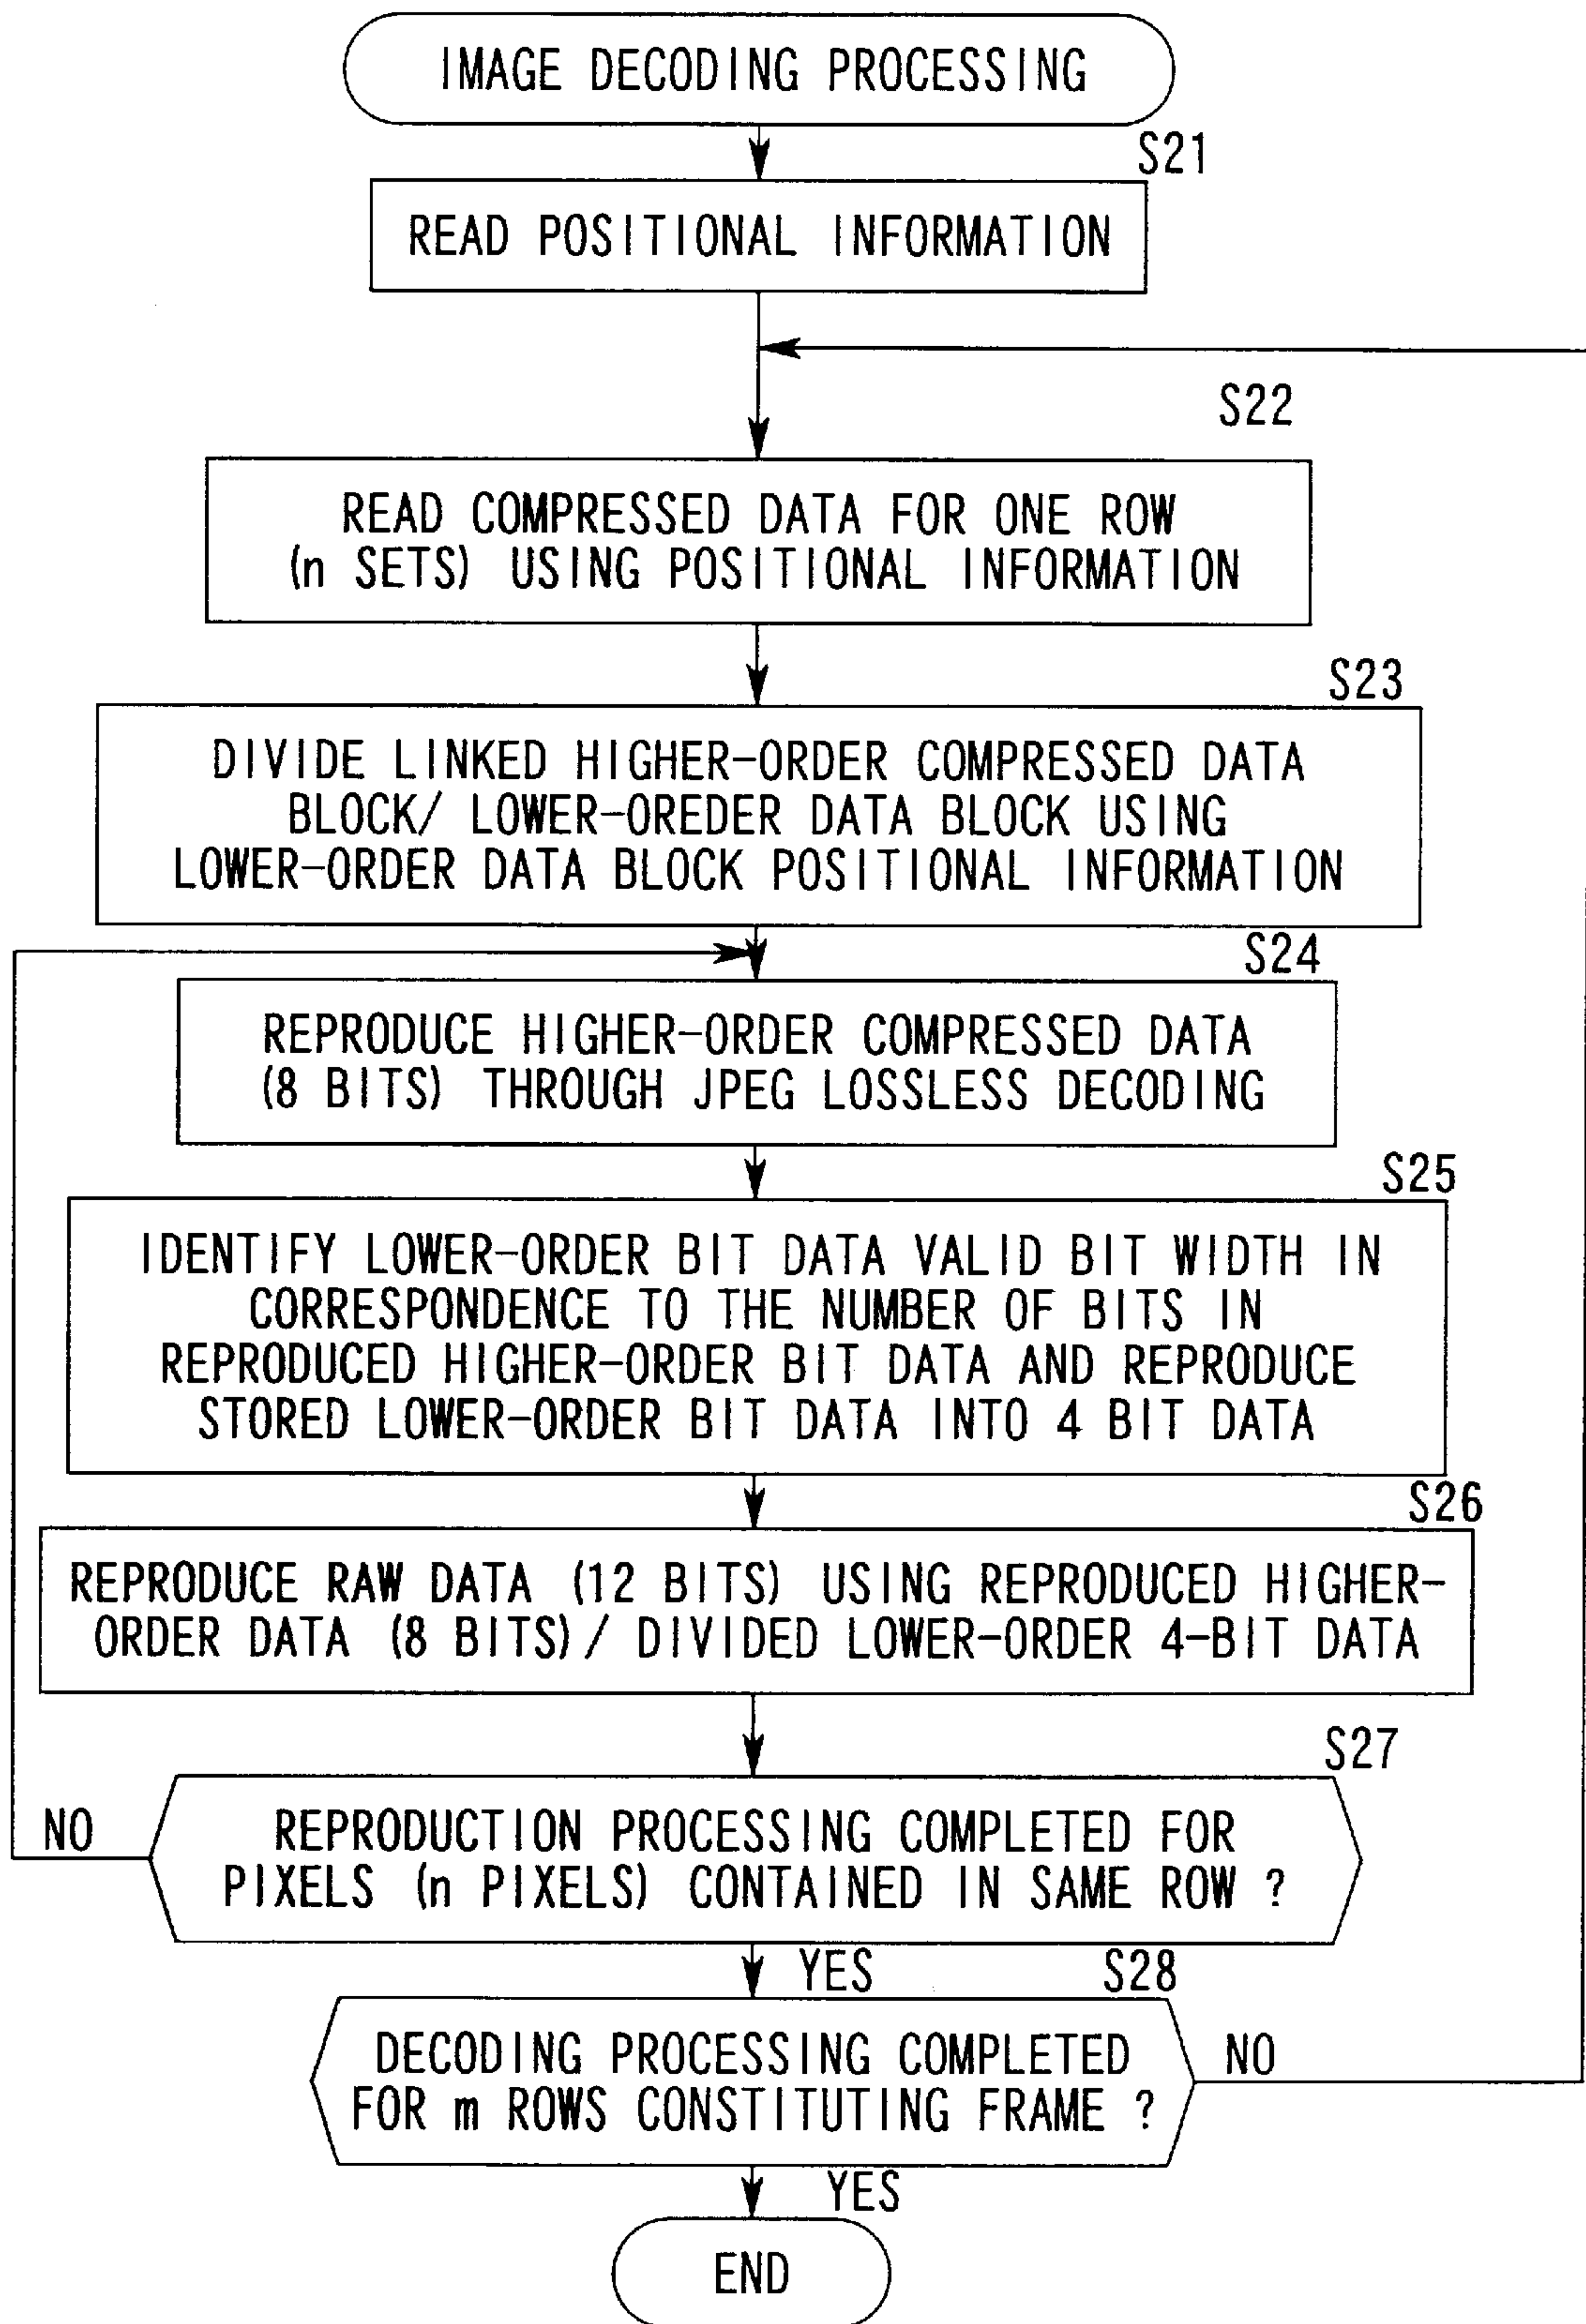 IMAGE DECODING PROCESSING
S21
READ POSITIONAL INFORMATION
S22
READ COMPRESSED DATA FOR ONE ROW
(n SETS) USING POSITIONAL INFORMATION
S23
DIVIDE LINKED HIGHER-ORDER COMPRESSED DATA
BLOCK/ LOWER-OREDER DATA BLOCK USING
LOWER-ORDER DATA BLOCK POSITIONAL INFORMATION
S24
REPRODUCE HIGHER-ORDER COMPRESSED DATA
(8 BITS) THROUGH JPEG LOSSLESS DECODING
S25
IDENTIFY LOWER-ORDER BIT DATA VALID BIT WIDTH IN
CORRESPONDENCE TO THE NUMBER OF BITS IN
REPRODUCED HIGHER-ORDER BIT DATA AND REPRODUCE
STORED LOWER-ORDER BIT DATA INTO 4 BIT DATA
S26
REPRODUCE RAW DATA (12 BITS) USING REPRODUCED HIGHER-
ORDER DATA (8 BITS)/ DIVIDED LOWER-ORDER 4-BIT DATA
S27
NO
REPRODUCTION PROCESSING COMPLETED FOR
PIXELS (n PIXELS) CONTAINED IN SAME ROW ?
YES
S28
DECODING PROCESSING COMPLETED
FOR m ROWS CONSTITUTING FRAME ?
NO
YES
END